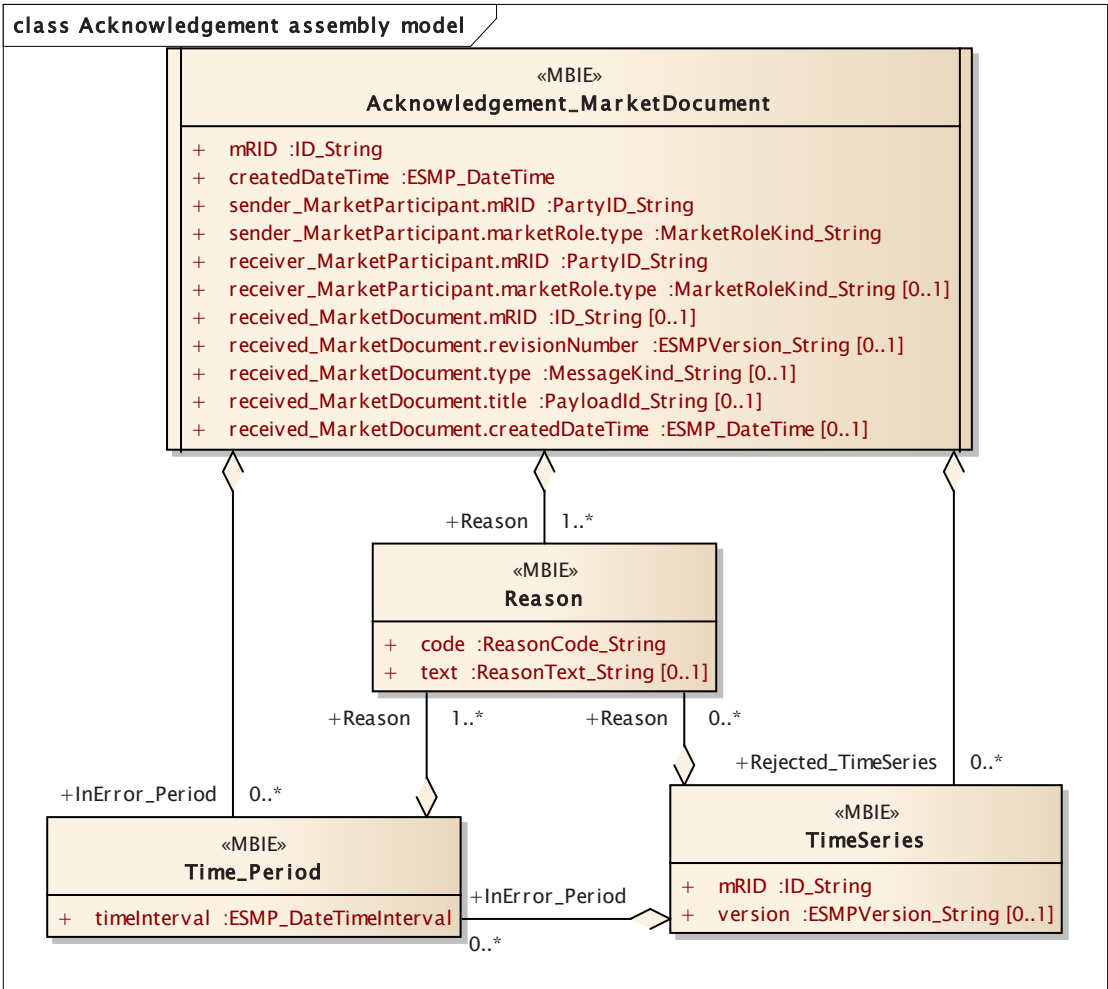 class Acknowledgement assembly model
«MBIE»
Acknowledgement_MarketDocument
+ mRID :ID_String
+ createdDateTime :ESMP_DateTime
+ sender_MarketParticipant.mRID :PartyID_String
+ sender_MarketParticipant.marketRole.type :MarketRoleKind_String
+ receiver_MarketParticipant.mRID :PartyID_String
+ receiver_MarketParticipant.marketRole.type :MarketRoleKind_String [0..1]
+ received_MarketDocument.mRID :ID_String [0..1]
+ received_MarketDocument.revisionNumber :ESMPVersion_String [0..1]
+ received_MarketDocument.type :MessageKind_String [0..1]
+ received_MarketDocument.title :PayloadId_String [0..1]
+ received_MarketDocument.createdDateTime :ESMP_DateTime [0..1]
+Reason 1..*
«MBIE»
Reason
+ code :ReasonCode_String
+ text :ReasonText_String [0..1]
+Reason 1..*
+Reason 0..*
+Rejected_TimeSeries 0..*
+InError_Period 0..*
«MBIE»
Time_Period
+ timeInterval :ESMP_DateTimeInterval
+InError_Period
0..*
«MBIE»
TimeSeries
+ mRID :ID_String
+ version :ESMPVersion_String [0..1]